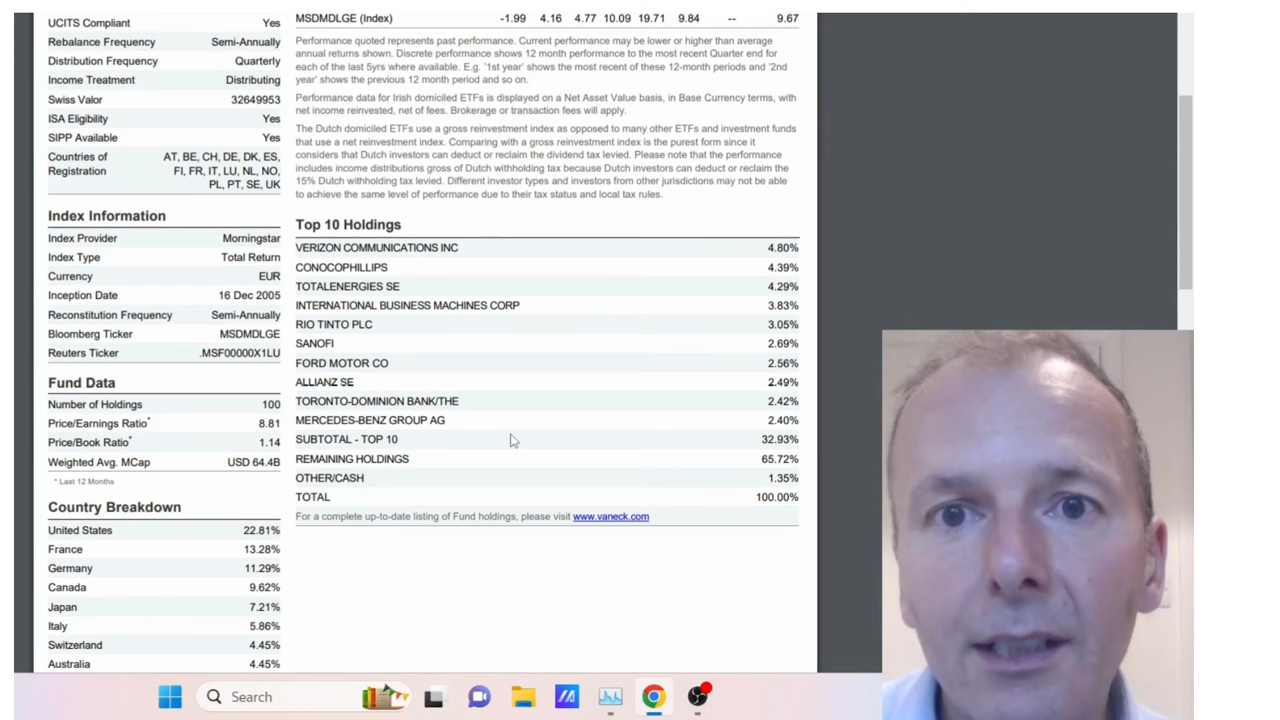 UCITS Compliant Yes
Rebalance Frequency Semi-Annually
Distribution Frequency Quarterly
Income Treatment Distributing
Swiss Valor 32649953
ISA Eligibility Yes
SIPP Available Yes
Countries of Registration AT, BE, CH, DE, DK, ES,
FI, FR, IT, LU, NL, NO,
PL, PT, SE, UK
Index Information
Index Provider Morningstar
Index Type Total Return
Currency EUR
Inception Date 16 Dec 2005
Reconstitution Frequency Semi-Annually
Bloomberg Ticker MSDMDLGE
Reuters Ticker .MSF00000X1LU
Fund Data
Number of Holdings 100
Price/Earnings Ratio* 8.81
Price/Book Ratio* 1.14
Weighted Avg. MCap USD 64.4B
* Last 12 Months
Country Breakdown
United States 22.81%
France 13.28%
Germany 11.29%
Canada 9.62%
Japan 7.21%
Italy 5.86%
Switzerland 4.45%
Australia 4.45%
MSDMDLGE (Index) -1.99 4.16 4.77 10.09 19.71 9.84 -- 9.67
Performance quoted represents past performance. Current performance may be lower or higher than average
annual returns shown. Discrete performance shows 12 month performance to the most recent Quarter end for
each of the last 5yrs where available. E.g. '1st year' shows the most recent of these 12-month periods and '2nd
year' shows the previous 12 month period and so on.
Performance data for Irish domiciled ETFs is displayed on a Net Asset Value basis, in Base Currency terms, with
net income reinvested, net of fees. Brokerage or transaction fees will apply.
The Dutch domiciled ETFs use a gross reinvestment index as opposed to many other ETFs and investment funds
that use a net reinvestment index. Comparing with a gross reinvestment index is the purest form since it
considers that Dutch investors can deduct or reclaim the dividend tax levied. Please note that the performance
includes income distributions gross of Dutch withholding tax because Dutch investors can deduct or reclaim the
15% Dutch withholding tax levied. Different investor types and investors from other jurisdictions may not be able
to achieve the same level of performance due to their tax status and local tax rules.
Top 10 Holdings
VERIZON COMMUNICATIONS INC 4.80%
CONOCOPHILLIPS 4.39%
TOTALENERGIES SE 4.29%
INTERNATIONAL BUSINESS MACHINES CORP 3.83%
RIO TINTO PLC 3.05%
SANOFI 2.69%
FORD MOTOR CO 2.56%
ALLIANZ SE 2.49%
TORONTO-DOMINION BANK/THE 2.42%
MERCEDES-BENZ GROUP AG 2.40%
SUBTOTAL - TOP 10 32.93%
REMAINING HOLDINGS 65.72%
OTHER/CASH 1.35%
TOTAL 100.00%
For a complete up-to-date listing of Fund holdings, please visit www.vaneck.com
Search